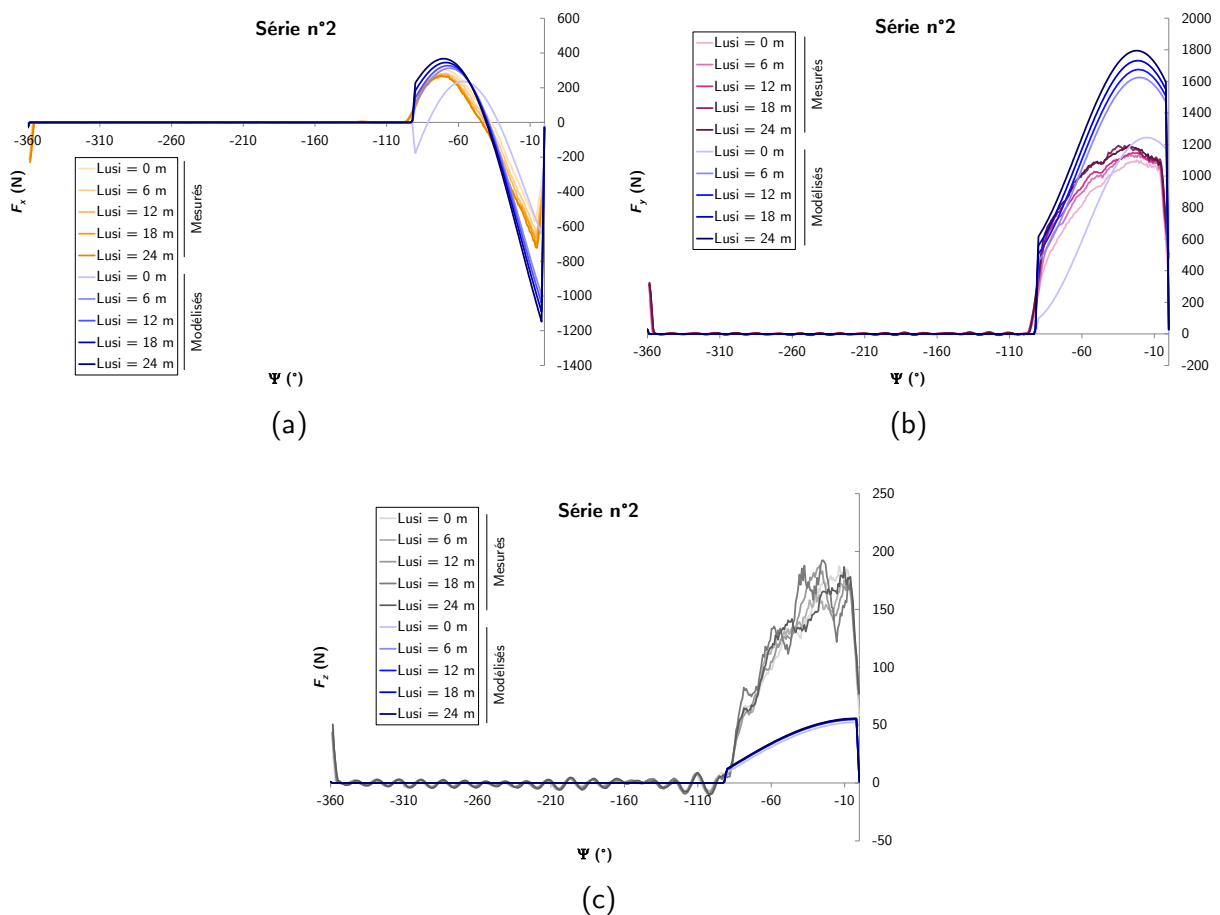 Série n°2
600
400
200
0
-200
-400
-600
-800
-1000
-1200
-1400
-360
-310
-260
-210
-160
-110
-60
-10
F_x (N)
Lusi = 0 m
Lusi = 6 m
Lusi = 12 m
Lusi = 18 m
Lusi = 24 m
Mesurés
Lusi = 0 m
Lusi = 6 m
Lusi = 12 m
Lusi = 18 m
Lusi = 24 m
Modélisés
Ψ (°)
(a)
Série n°2
2000
1800
1600
1400
1200
1000
800
600
400
200
0
-200
-360
-310
-260
-210
-160
-110
-60
-10
F_y (N)
Lusi = 0 m
Lusi = 6 m
Lusi = 12 m
Lusi = 18 m
Lusi = 24 m
Mesurés
Lusi = 0 m
Lusi = 6 m
Lusi = 12 m
Lusi = 18 m
Lusi = 24 m
Modélisés
Ψ (°)
(b)
Série n°2
250
200
150
100
50
0
-50
-360
-310
-260
-210
-160
-110
-60
-10
F_z (N)
Lusi = 0 m
Lusi = 6 m
Lusi = 12 m
Lusi = 18 m
Lusi = 24 m
Mesurés
Lusi = 0 m
Lusi = 6 m
Lusi = 12 m
Lusi = 18 m
Lusi = 24 m
Modélisés
Ψ (°)
(c)